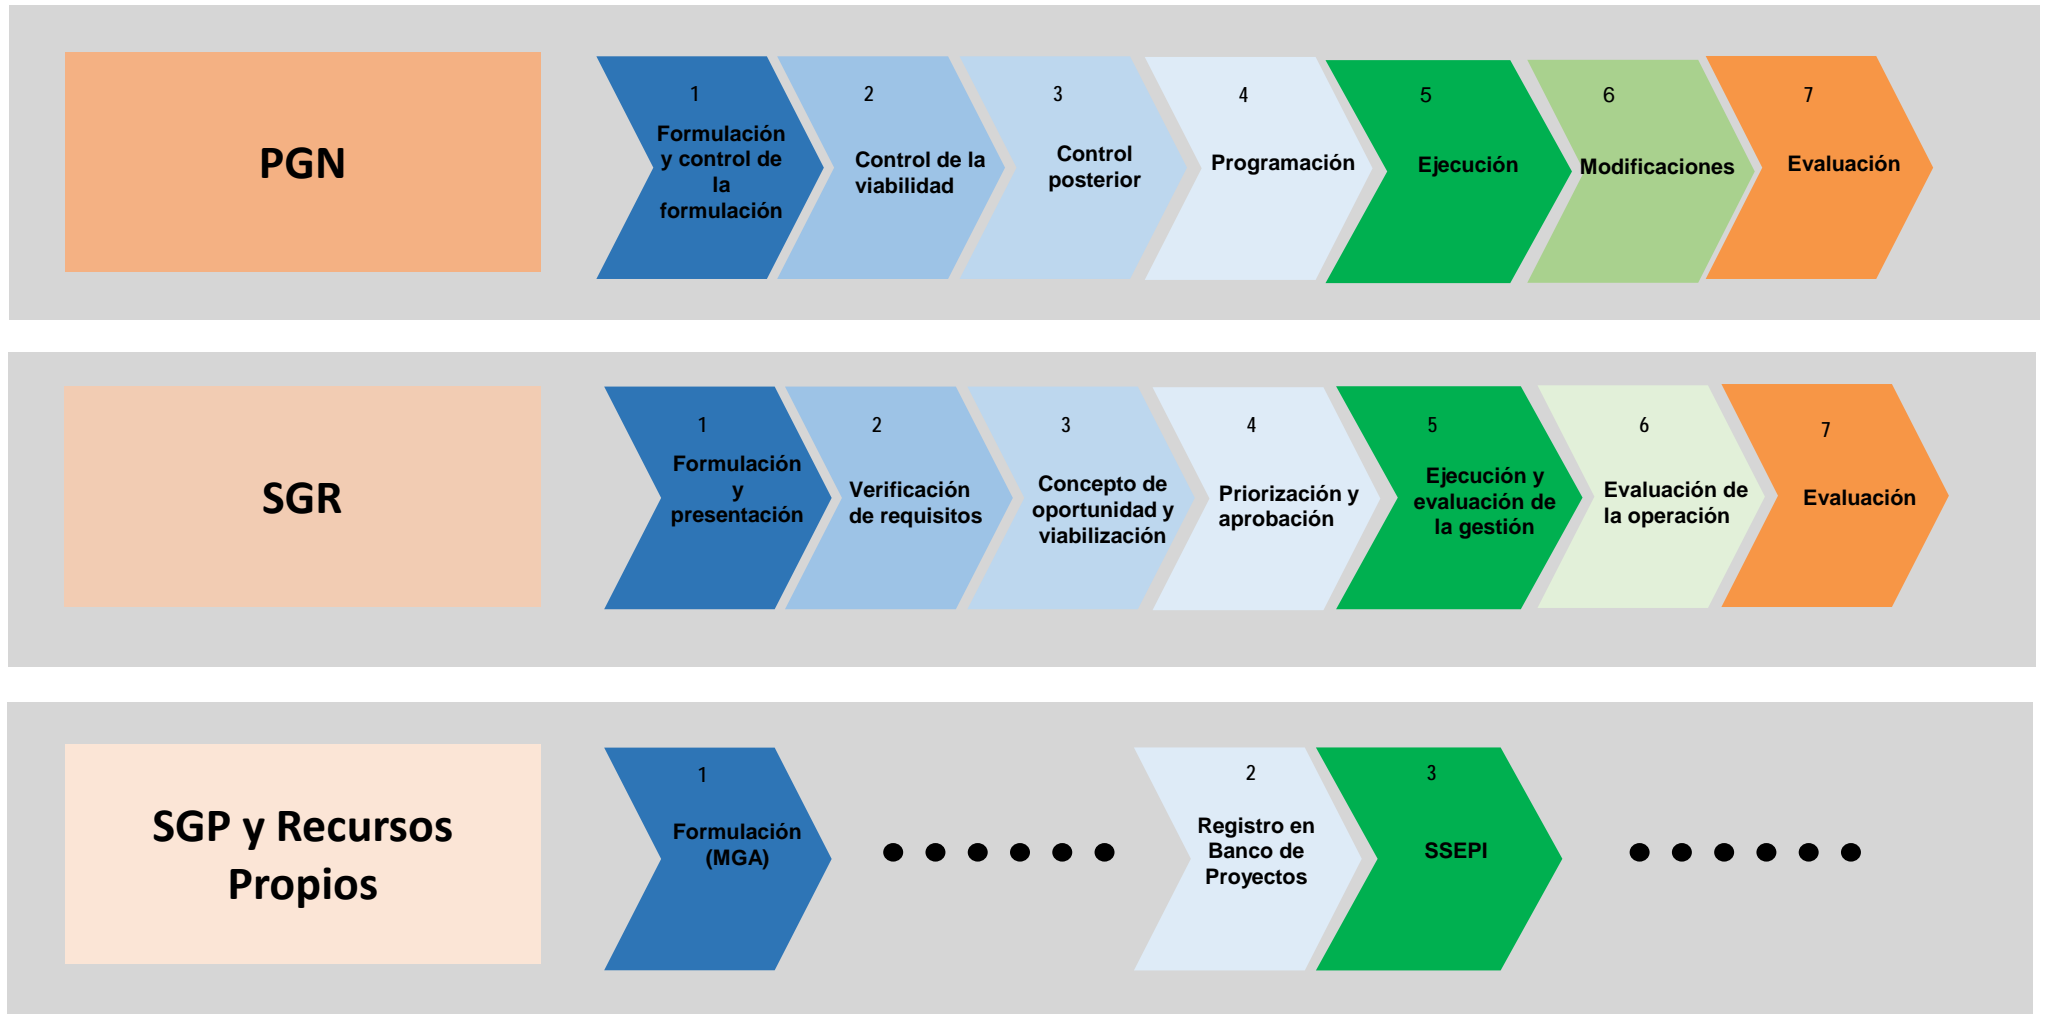 PGN
1
Formulación
y control de
la
formulación
2
Control de la
viabilidad
3
Control
posterior
4
Programación
5
Ejecución
6
Modificaciones
7
Evaluación
SGR
1
Formulación
y
presentación
2
Verificación
de requisitos
3
Concepto de
oportunidad y
viabilización
4
Priorización y
aprobación
5
Ejecución y
evaluación de
la gestión
6
Evaluación de
la operación
7
Evaluación
SGP y Recursos
Propios
1
Formulación
(MGA)
2
Registro en
Banco de
Proyectos
3
SSEPI